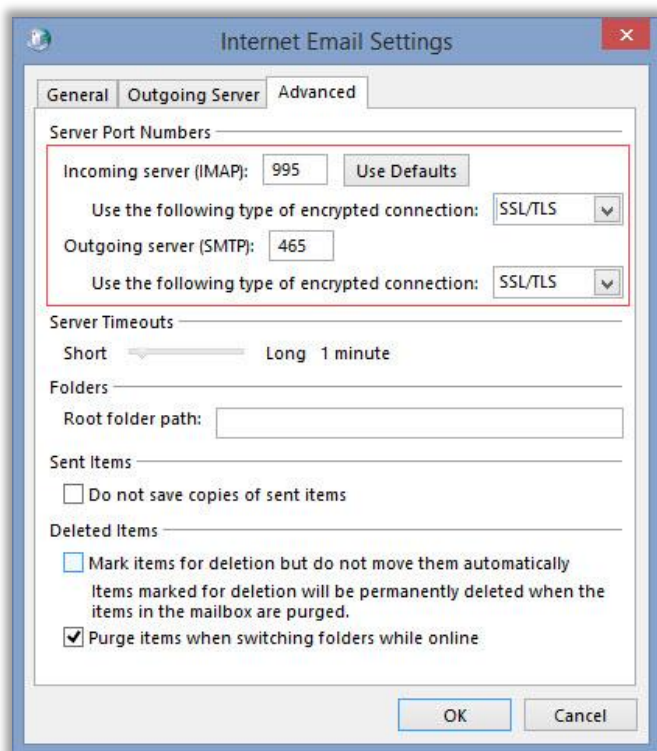 Internet Email Settings
General Outgoing Server Advanced
Server Port Numbers
Incoming server (IMAP): 995 Use Defaults
Use the following type of encrypted connection: SSL/TLS
Outgoing server (SMTP): 465
Use the following type of encrypted connection: SSL/TLS
Server Timeouts
Short Long 1 minute
Folders
Root folder path:
Sent Items
Do not save copies of sent items
Deleted Items
Mark items for deletion but do not move them automatically
Items marked for deletion will be permanently deleted when the
items in the mailbox are purged.
Purge items when switching folders while online
OK Cancel